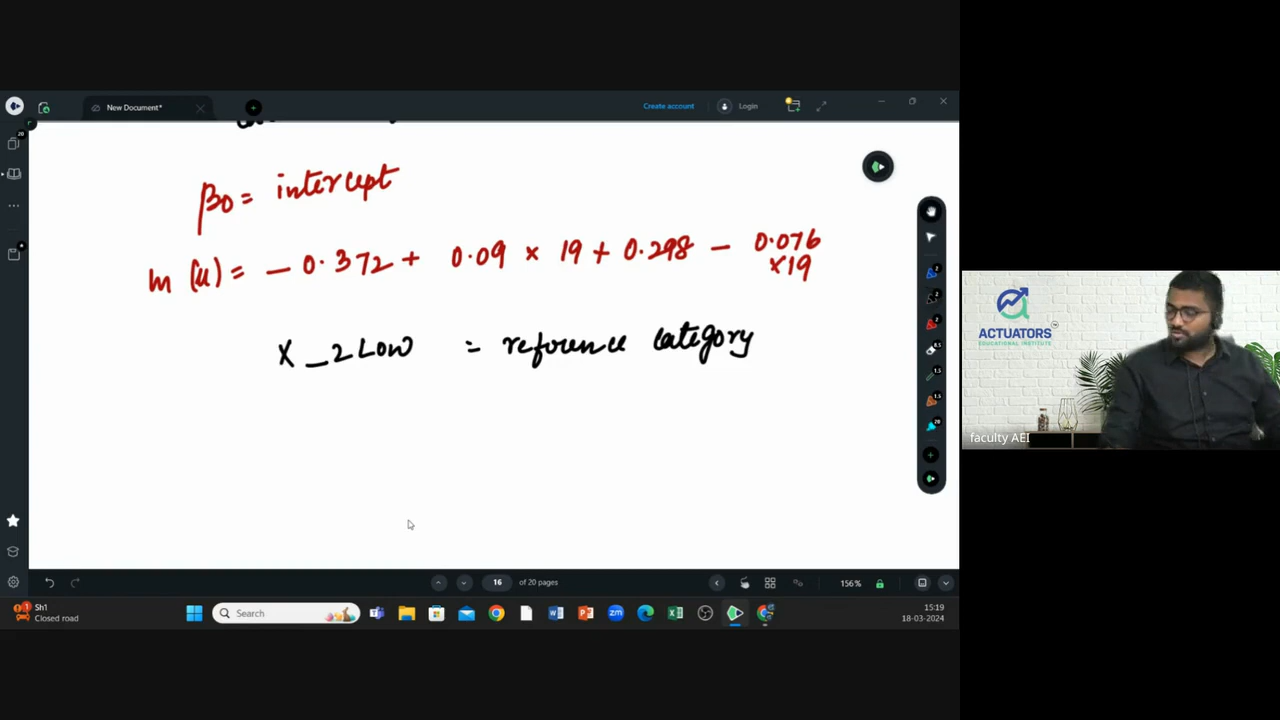 New Document*
Create account
Login
β0 = intercept
ln (μ) = – 0.372 + 0.09 × 19 + 0.298 – 0.076
×19
X _2Low = reference category
ACTUATORS
EDUCATIONAL INSTITUTE
faculty AEI
16 of 20 pages
156%
Sh1
Closed road
Search
15:19
18-03-2024